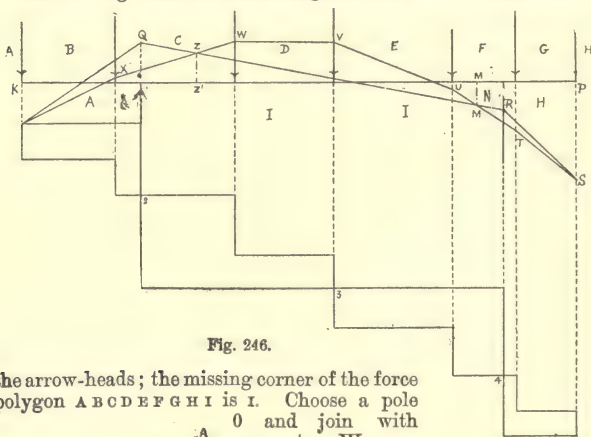 Q
A B C Z W D V E F G H
X
K A Z' I I U M N R H P
M
T
S
2
3
4
Fig. 246.
the arrow-heads; the missing corner of the force
polygon A B C D E F G H I is I. Choose a pole
0 and join with
A